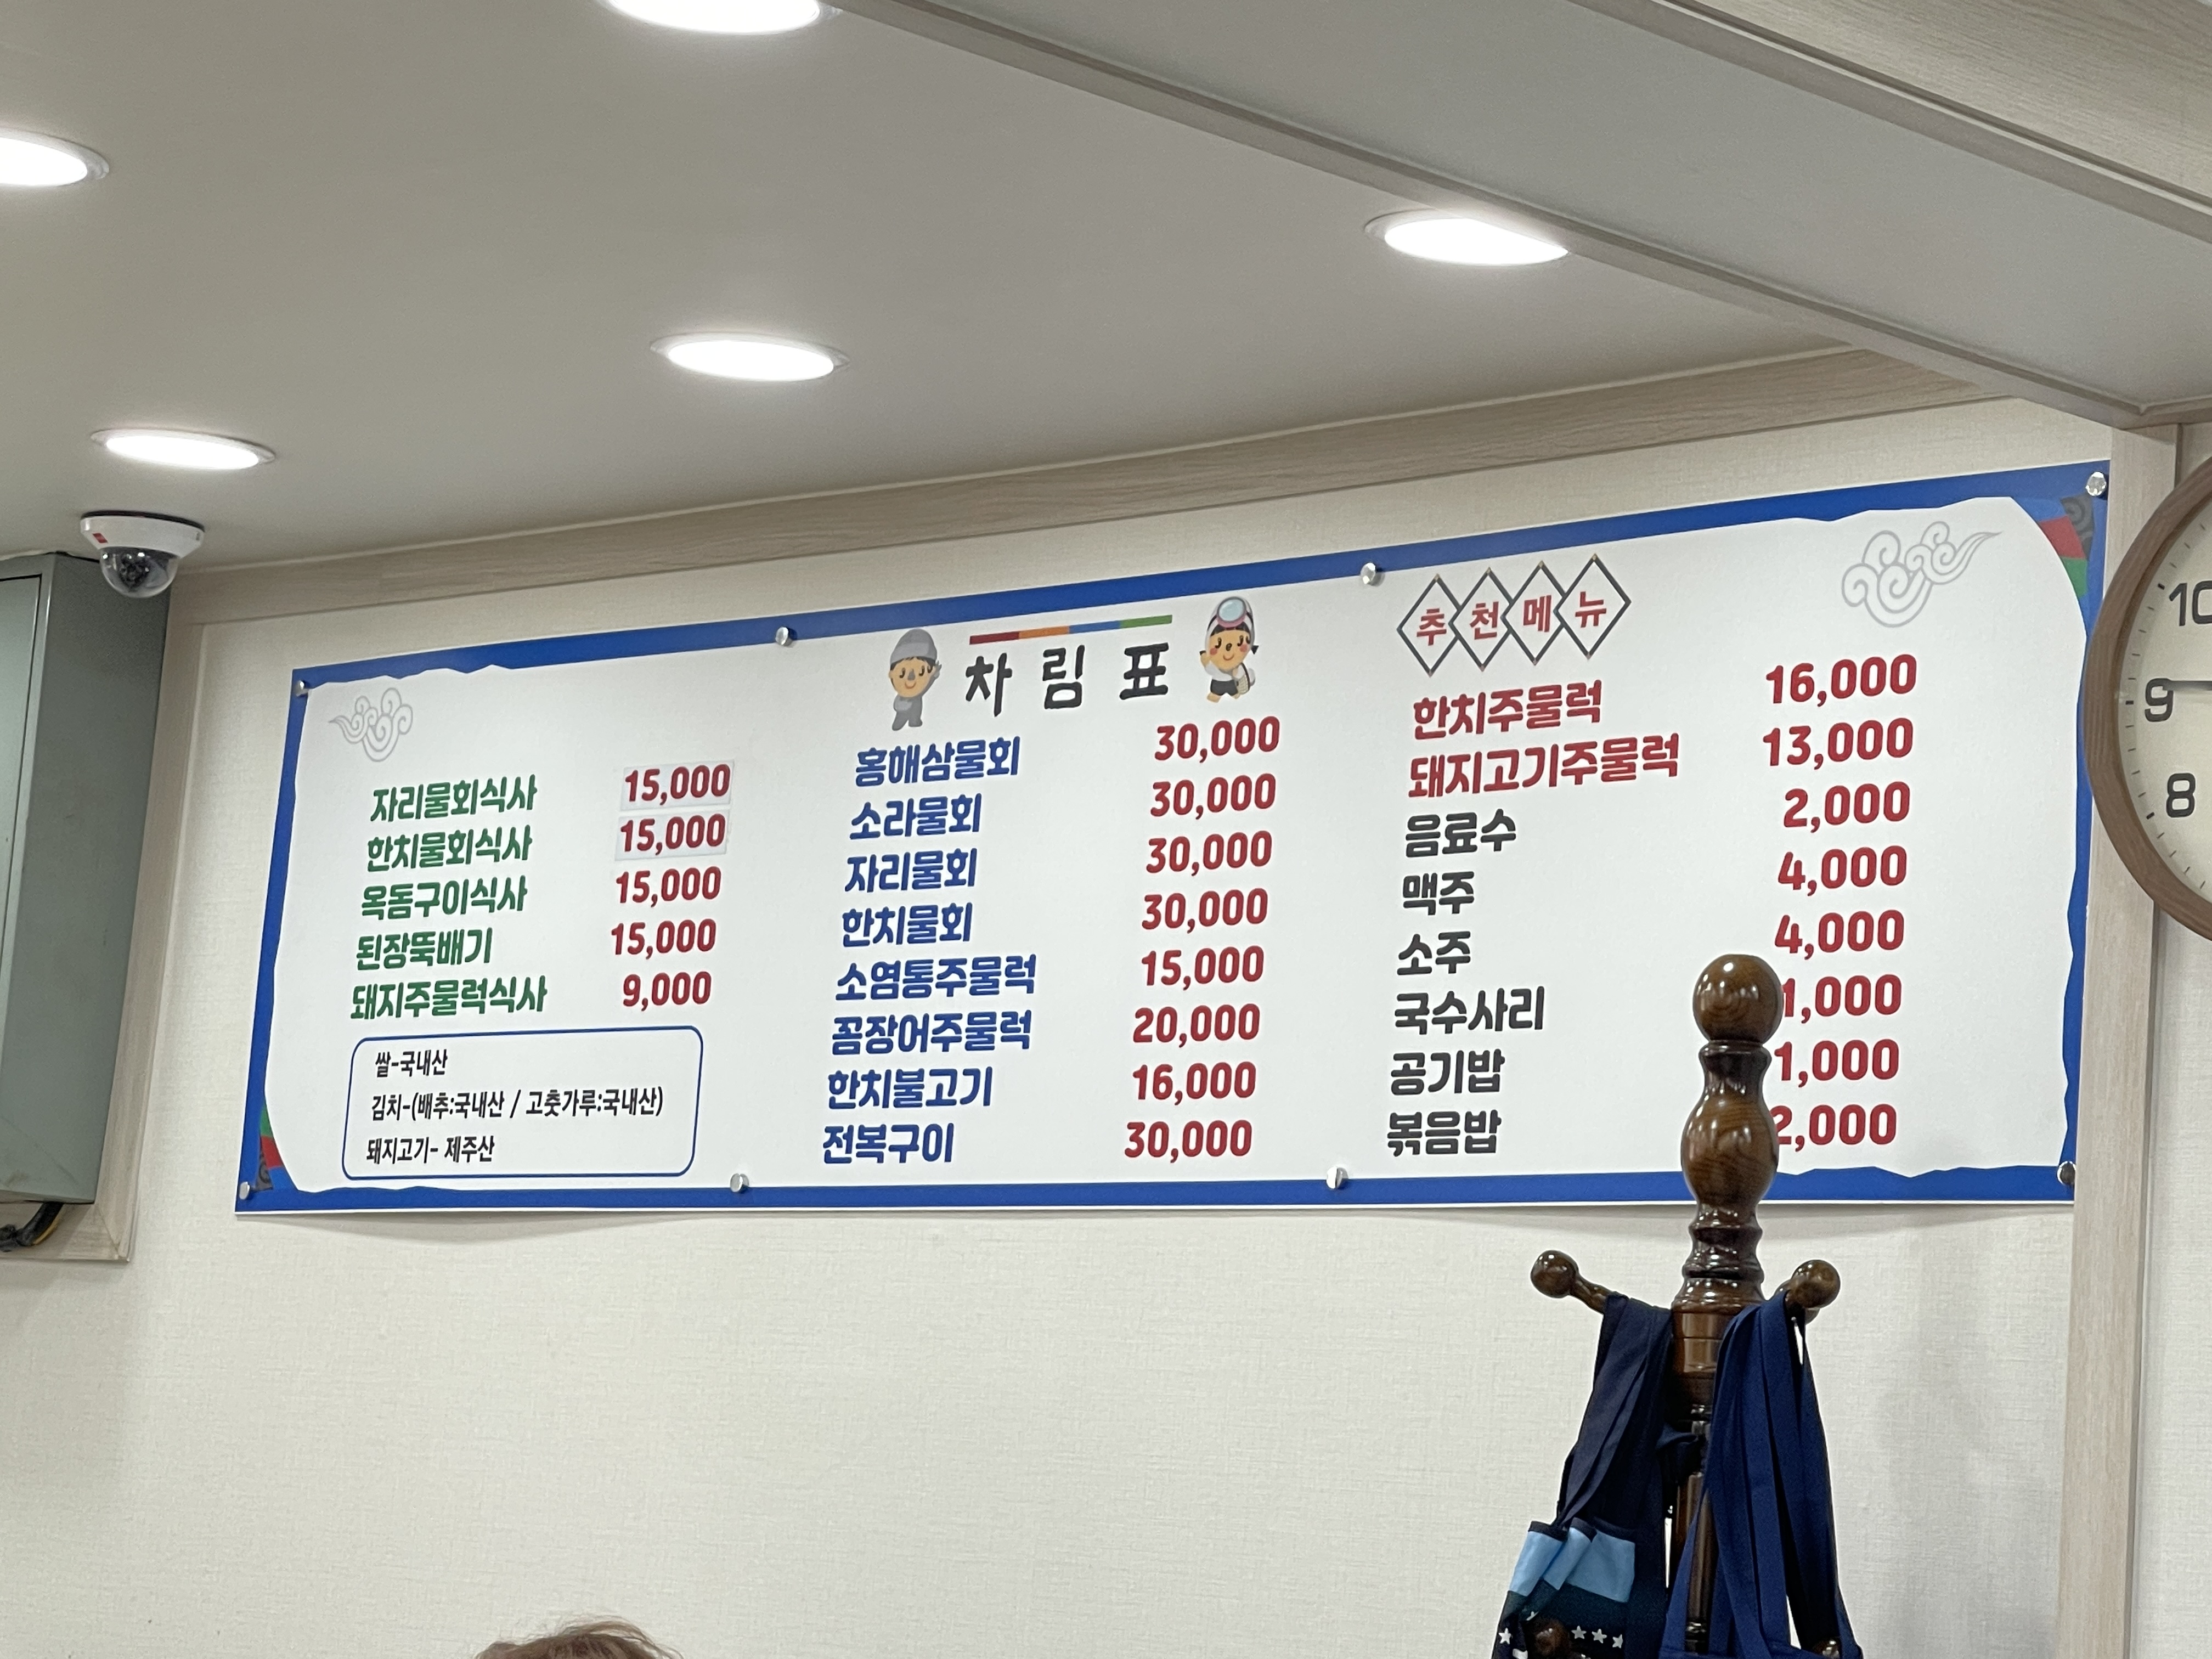 차림표
자리물회식사 15,000
한치물회식사 15,000
옥돔구이식사 15,000
된장뚝배기 15,000
돼지주물럭식사 9,000
쌀-국내산
김치-(배추:국내산 / 고춧가루:국내산)
돼지고기- 제주산
홍해삼물회 30,000
소라물회 30,000
자리물회 30,000
한치물회 30,000
소염통주물럭 15,000
꼼장어주물럭 20,000
한치불고기 16,000
전복구이 30,000
추천메뉴
한치주물럭 16,000
돼지고기주물럭 13,000
음료수 2,000
맥주 4,000
소주 4,000
국수사리 1,000
공기밥 1,000
볶음밥 2,000
10
9
8